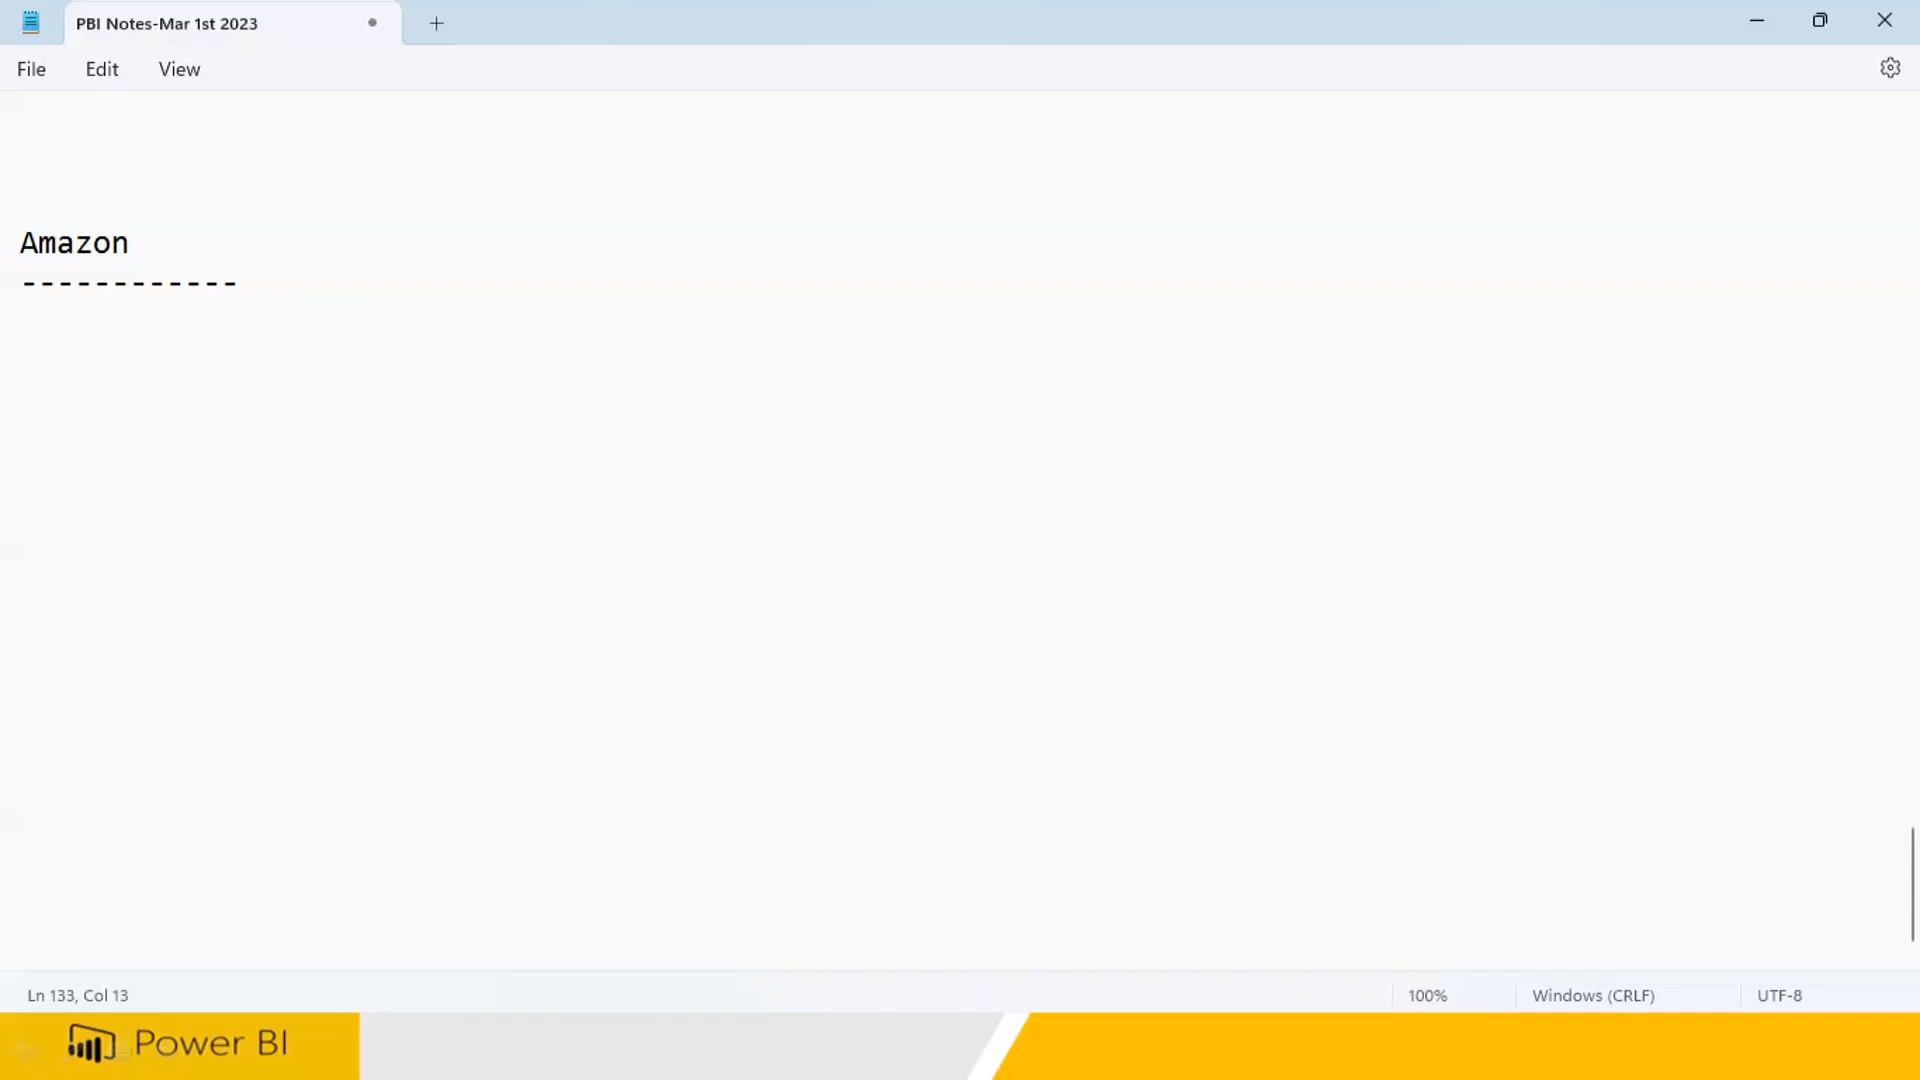 PBI Notes-Mar 1st 2023
File Edit View
Amazon
------------
Ln 133, Col 13 100% Windows (CRLF) UTF-8
Power BI